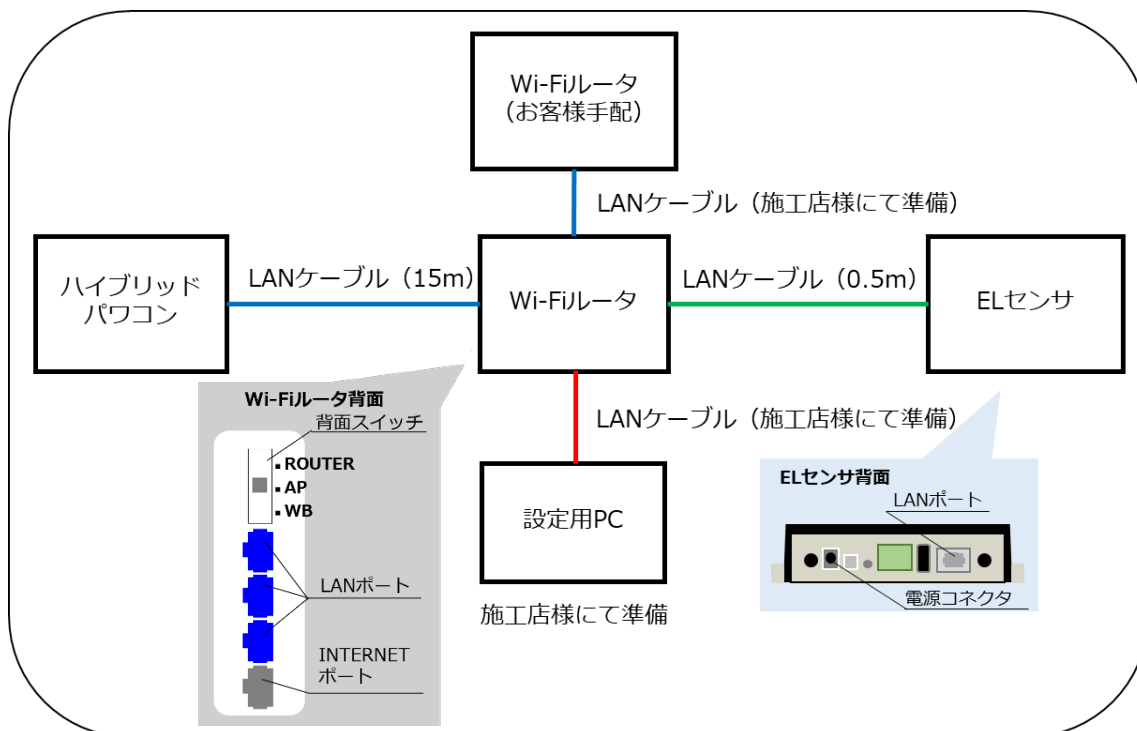 Wi-Fiルータ
（お客様手配）
LANケーブル（施工店様にて準備）
ハイブリッド
パワコン
LANケーブル（15m）
Wi-Fiルータ
LANケーブル（0.5m）
ELセンサ
Wi-Fiルータ背面
背面スイッチ
ROUTER
AP
WB
LANポート
INTERNET
ポート
LANケーブル（施工店様にて準備）
設定用PC
施工店様にて準備
ELセンサ背面
LANポート
電源コネクタ